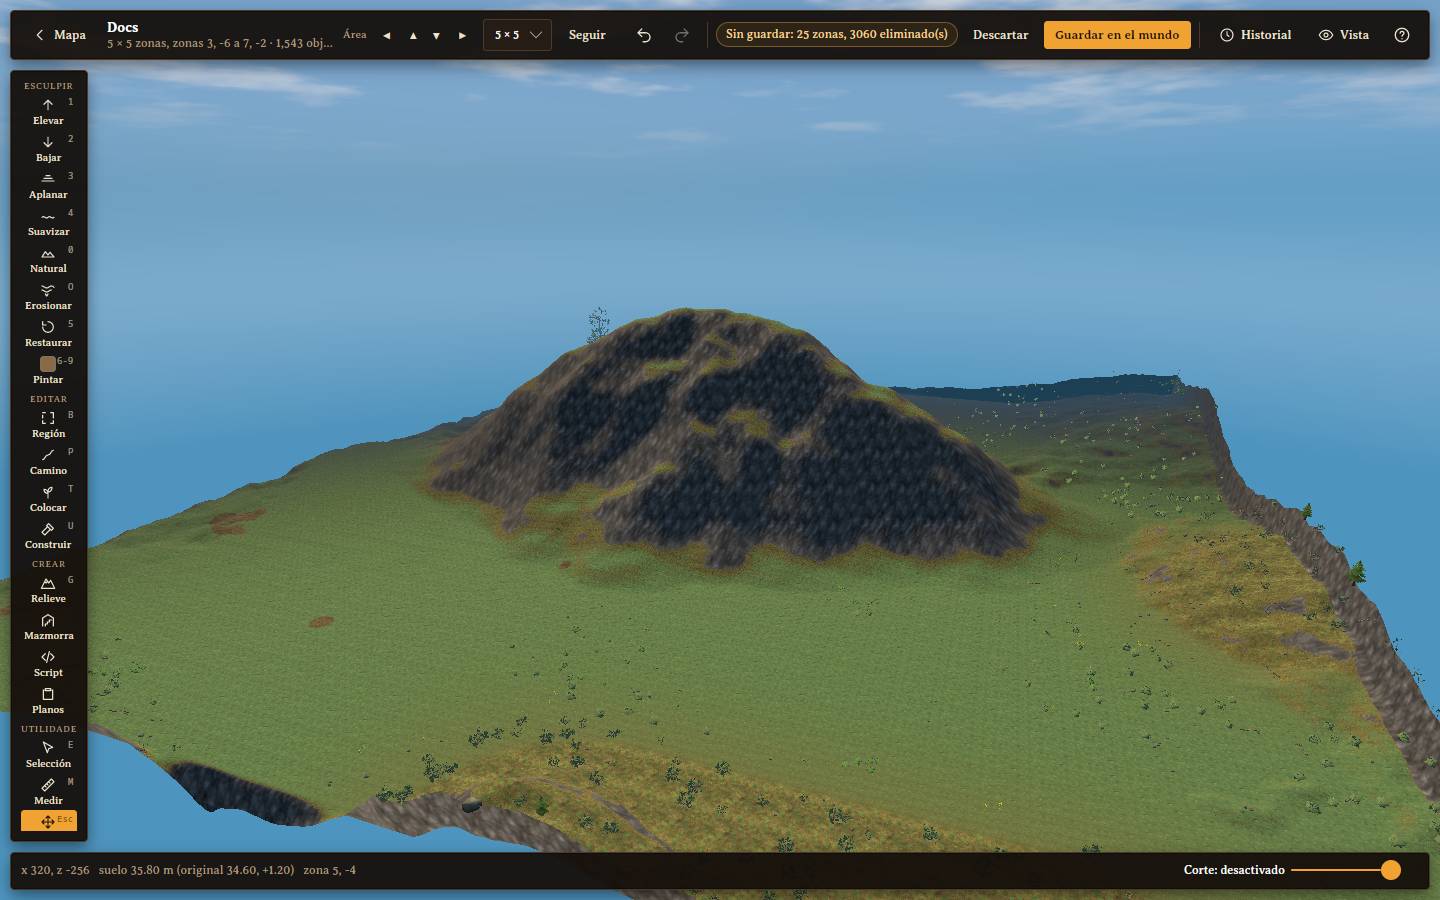 Mapa
Docs
5 × 5 zonas, zonas 3, -6 a 7, -2 · 1,543 obj...
Área
5 × 5
Seguir
Sin guardar: 25 zonas, 3060 eliminado(s)
Descartar
Guardar en el mundo
Historial
Vista
ESCULPIR
1
Elevar
2
Bajar
3
Aplanar
4
Suavizar
0
Natural
O
Erosionar
5
Restaurar
6-9
Pintar
EDITAR
B
Región
P
Camino
T
Colocar
U
Construir
CREAR
G
Relieve
Mazmorra
Script
Planos
UTILIDADE
E
Selección
M
Medir
Esc
x 320, z -256 suelo 35.80 m (original 34.60, +1.20) zona 5, -4
Corte: desactivado